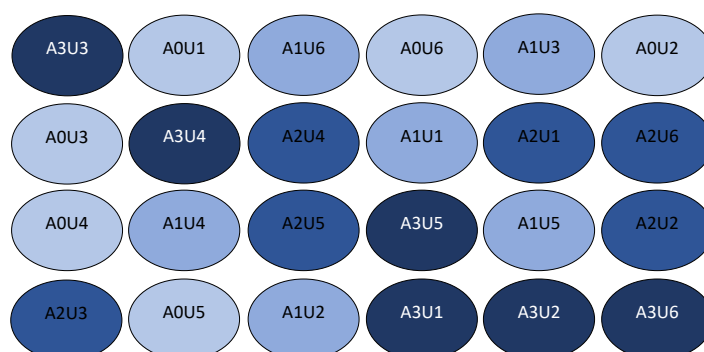 A3U3 A0U1 A1U6 A0U6 A1U3 A0U2
A0U3 A3U4 A2U4 A1U1 A2U1 A2U6
A0U4 A1U4 A2U5 A3U5 A1U5 A2U2
A2U3 A0U5 A1U2 A3U1 A3U2 A3U6